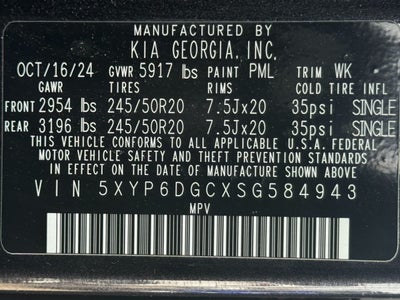 MANUFACTURED BY
KIA GEORGIA, INC.
OCT/16/24 GVWR 5917 lbs PAINT PML TRIM WK
GAWR TIRES RIMS COLD TIRE INFL
FRONT 2954 lbs 245/50R20 7.5Jx20 35psi SINGLE
REAR 3196 lbs 245/50R20 7.5Jx20 35psi SINGLE
THIS VEHICLE CONFORMS TO ALL APPLICABLE U.S.A. FEDERAL
MOTOR VEHICLE SAFETY, BUMPER, AND THEFT PREVENTION STANDARDS
IN EFFECT ON THE DATE OF MANUFACTURE SHOWN ABOVE.
VIN 5XYP6DGCXSG584943
MPV